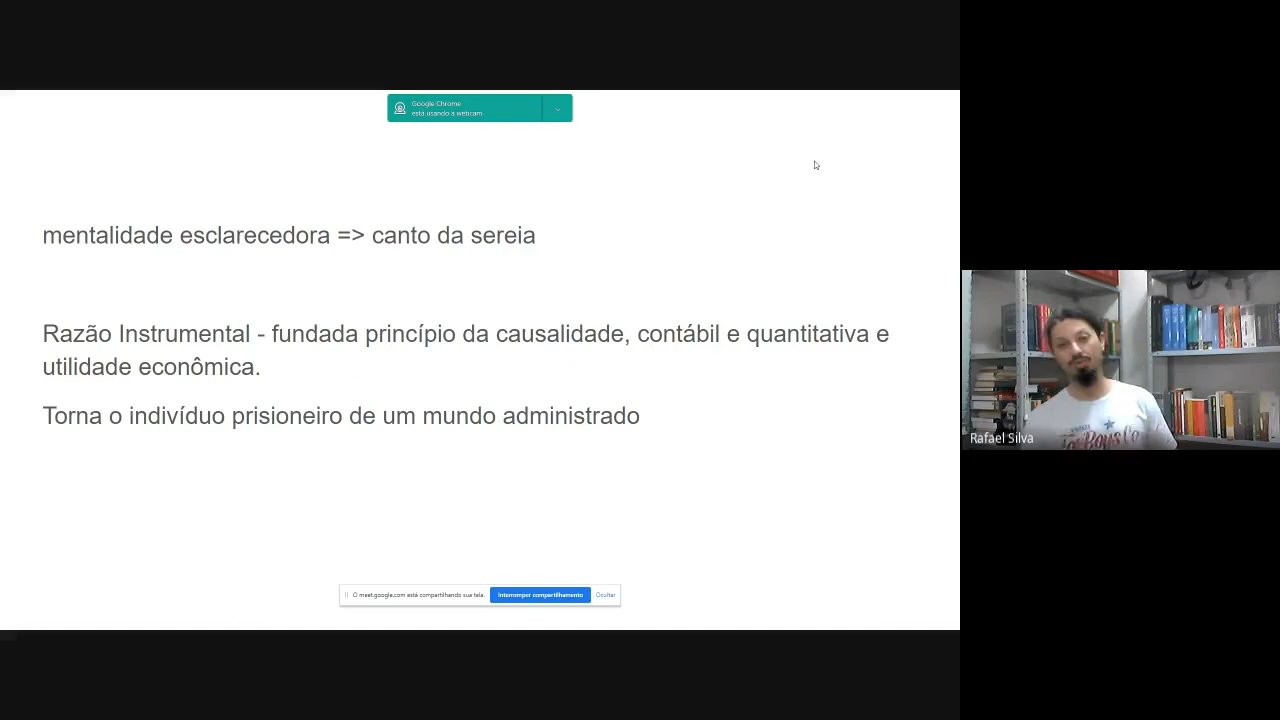 Google Chrome
está usando a webcam
mentalidade esclarecedora => canto da sereia
Razão Instrumental - fundada princípio da causalidade, contábil e quantitativa e
utilidade econômica.
Torna o indivíduo prisioneiro de um mundo administrado
Rafael Silva
O meet.google.com está compartilhando sua tela.
Interromper compartilhamento
Ocultar